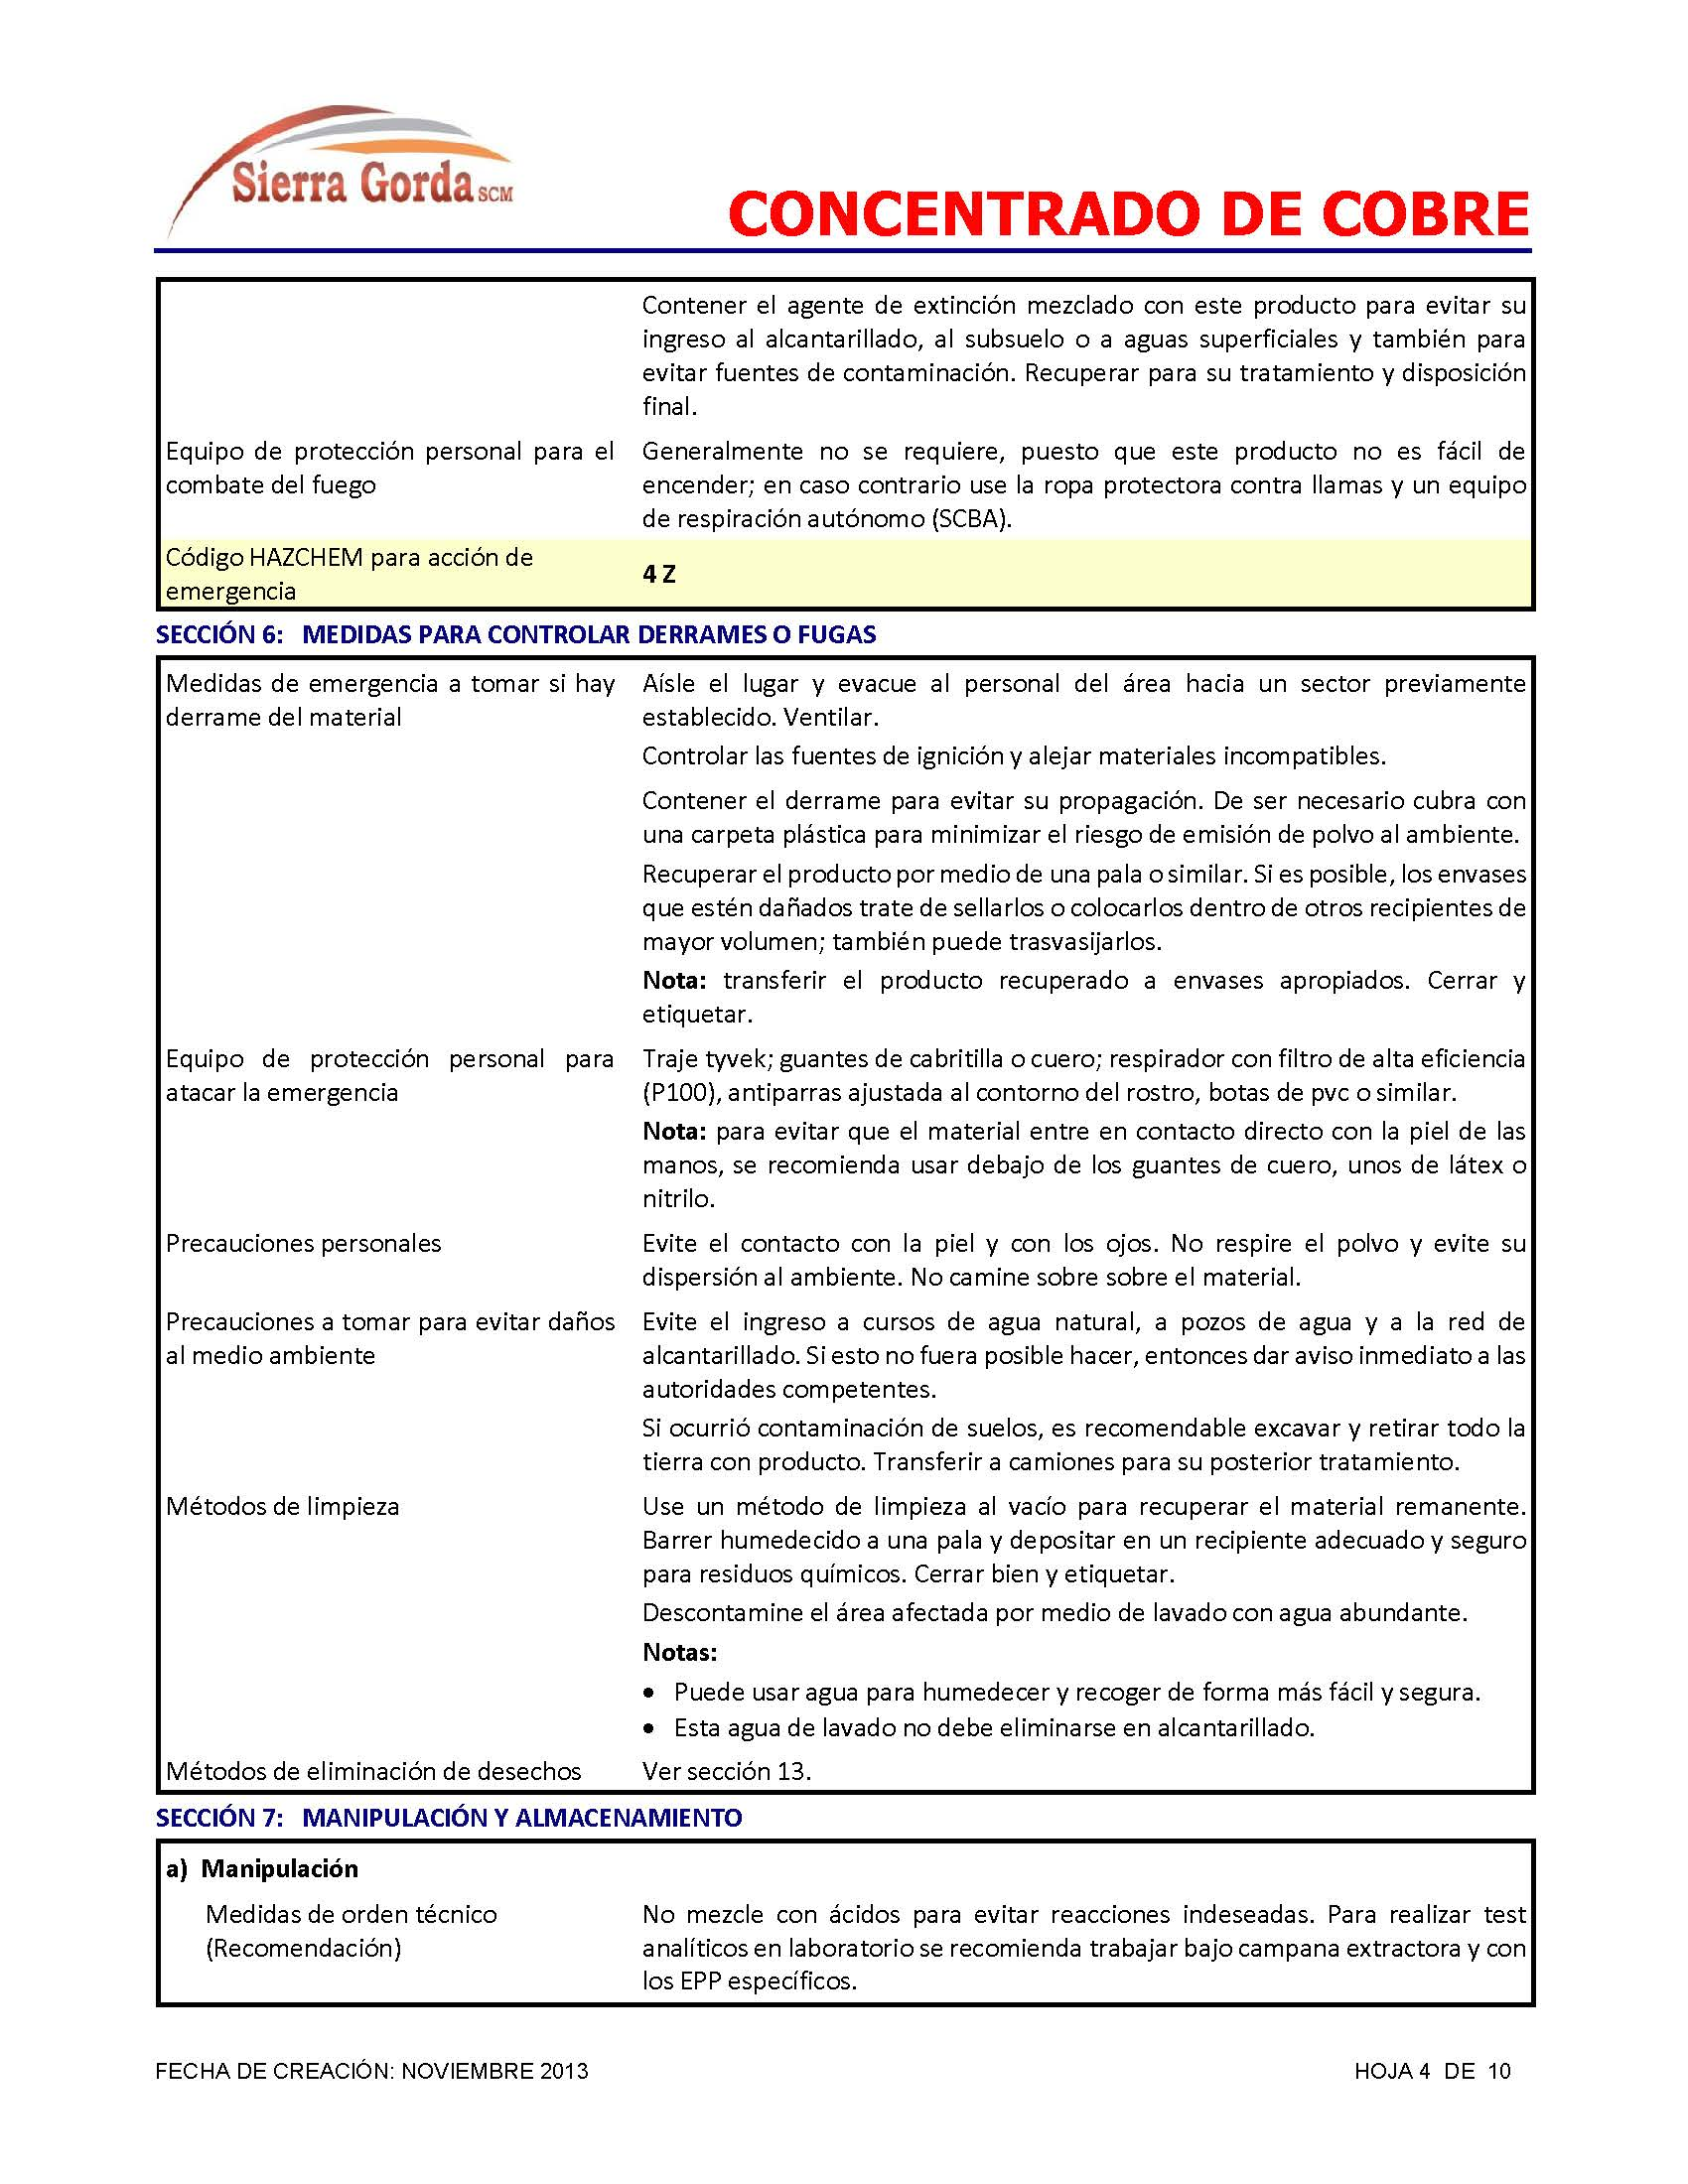 Sierra Gorda SCM
CONCENTRADO DE COBRE
Contener el agente de extinción mezclado con este producto para evitar su
ingreso al alcantarillado, al subsuelo o a aguas superficiales y también para
evitar fuentes de contaminación. Recuperar para su tratamiento y disposición
final.
Equipo de protección personal para el
combate del fuego
Generalmente no se requiere, puesto que este producto no es fácil de
encender; en caso contrario use la ropa protectora contra llamas y un equipo
de respiración autónomo (SCBA).
Código HAZCHEM para acción de
emergencia
4 Z
SECCIÓN 6: MEDIDAS PARA CONTROLAR DERRAMES O FUGAS
Medidas de emergencia a tomar si hay
derrame del material
Aísle el lugar y evacue al personal del área hacia un sector previamente
establecido. Ventilar.
Controlar las fuentes de ignición y alejar materiales incompatibles.
Contener el derrame para evitar su propagación. De ser necesario cubra con
una carpeta plástica para minimizar el riesgo de emisión de polvo al ambiente.
Recuperar el producto por medio de una pala o similar. Si es posible, los envases
que estén dañados trate de sellarlos o colocarlos dentro de otros recipientes de
mayor volumen; también puede trasvasijarlos.
Nota: transferir el producto recuperado a envases apropiados. Cerrar y
etiquetar.
Equipo de protección personal para
atacar la emergencia
Traje tyvek; guantes de cabritilla o cuero; respirador con filtro de alta eficiencia
(P100), antiparras ajustada al contorno del rostro, botas de pvc o similar.
Nota: para evitar que el material entre en contacto directo con la piel de las
manos, se recomienda usar debajo de los guantes de cuero, unos de látex o
nitrilo.
Precauciones personales
Evite el contacto con la piel y con los ojos. No respire el polvo y evite su
dispersión al ambiente. No camine sobre sobre el material.
Precauciones a tomar para evitar daños
al medio ambiente
Evite el ingreso a cursos de agua natural, a pozos de agua y a la red de
alcantarillado. Si esto no fuera posible hacer, entonces dar aviso inmediato a las
autoridades competentes.
Si ocurrió contaminación de suelos, es recomendable excavar y retirar todo la
tierra con producto. Transferir a camiones para su posterior tratamiento.
Métodos de limpieza
Use un método de limpieza al vacío para recuperar el material remanente.
Barrer humedecido a una pala y depositar en un recipiente adecuado y seguro
para residuos químicos. Cerrar bien y etiquetar.
Descontamine el área afectada por medio de lavado con agua abundante.
Notas:
• Puede usar agua para humedecer y recoger de forma más fácil y segura.
• Esta agua de lavado no debe eliminarse en alcantarillado.
Métodos de eliminación de desechos
Ver sección 13.
SECCIÓN 7: MANIPULACIÓN Y ALMACENAMIENTO
a) Manipulación
Medidas de orden técnico
(Recomendación)
No mezcle con ácidos para evitar reacciones indeseadas. Para realizar test
analíticos en laboratorio se recomienda trabajar bajo campana extractora y con
los EPP específicos.
FECHA DE CREACIÓN: NOVIEMBRE 2013
HOJA 4 DE 10